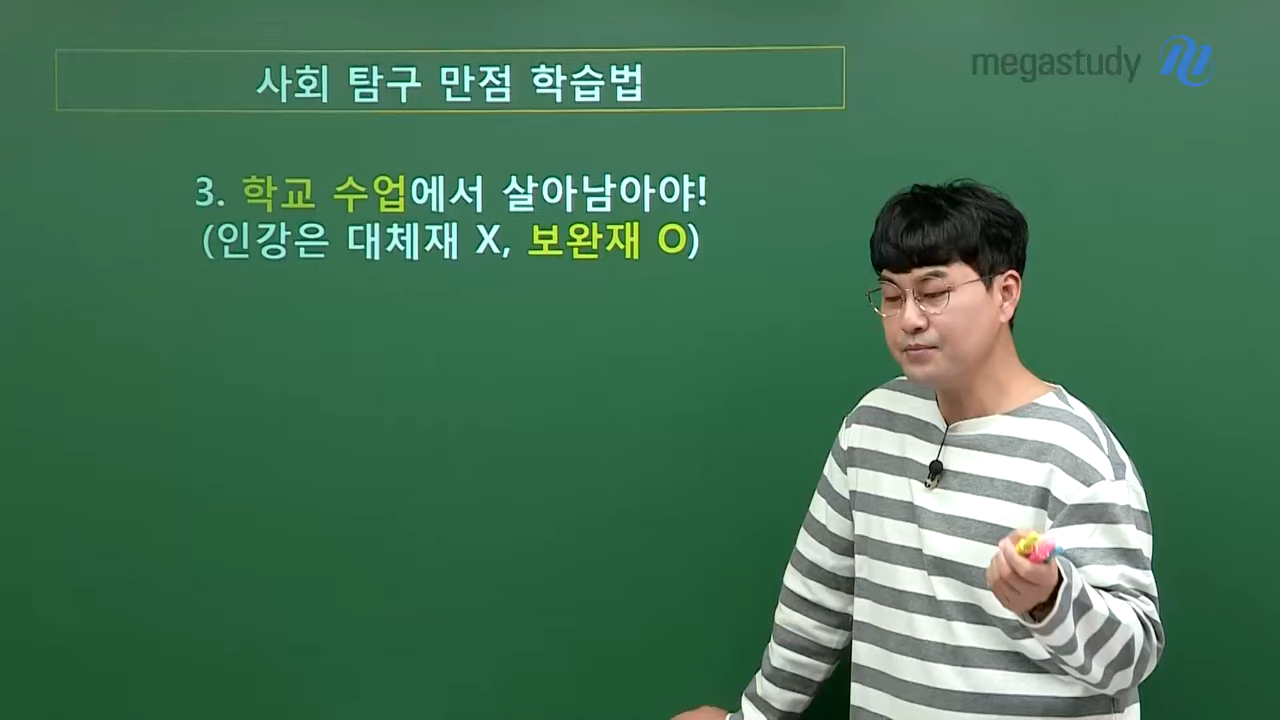 사회 탐구 만점 학습법
megastudy
3. 학교 수업에서 살아남아야!
(인강은 대체재 X, 보완재 O)